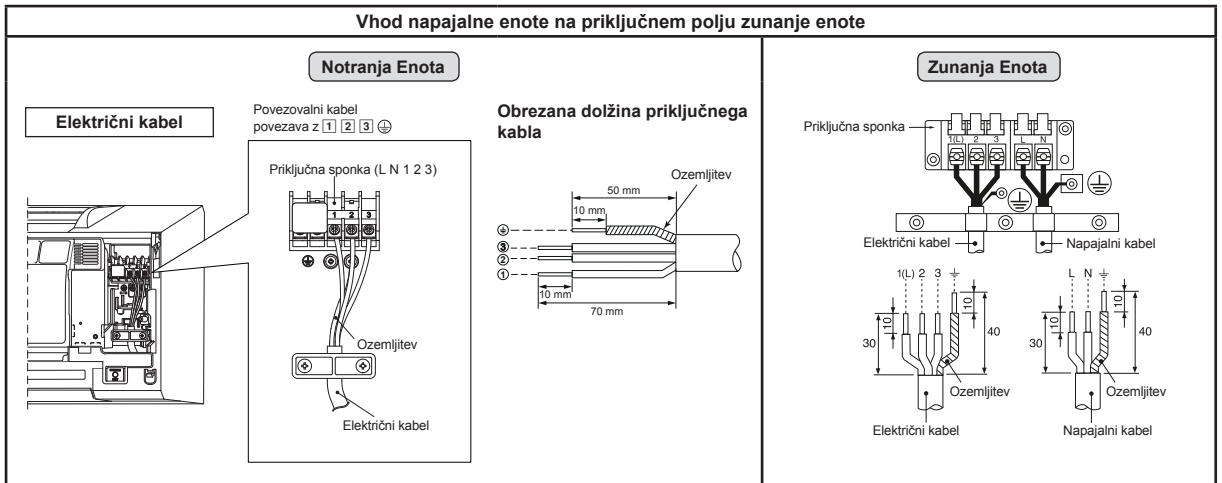 Vhod napajalne enote na priključnem polju zunanje enote
Notranja Enota
Električni kabel
Povezovalni kabel
povezava z 1 2 3 ⏚
Priključna sponka (L N 1 2 3)
1 2 3
Ozemljitev
Električni kabel
Obrezana dolžina priključnega
kabla
50 mm
Ozemljitev
10 mm
③
②
①
10 mm
70 mm
Zunanja Enota
Priključna sponka
1(L) 2 3 L N
Električni kabel
Napajalni kabel
1(L) 2 3
10
10
30
40
Ozemljitev
Električni kabel
L N
10
10
30
40
Ozemljitev
Napajalni kabel